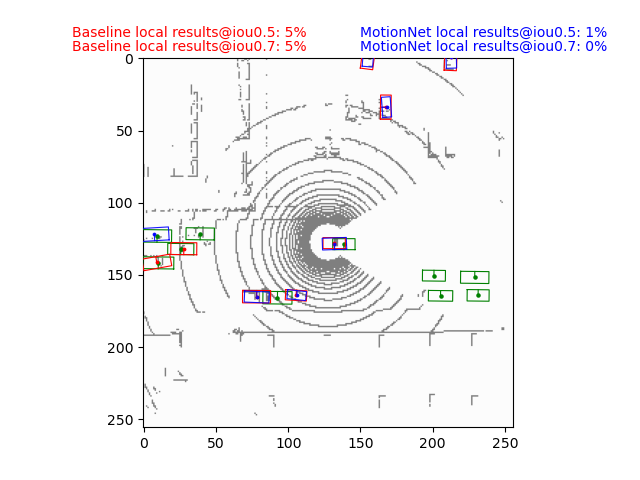 Baseline local results@iou0.5: 5% MotionNet local results@iou0.5: 1%
Baseline local results@iou0.7: 5% MotionNet local results@iou0.7: 0%
0
50
100
150
200
250
0 50 100 150 200 250